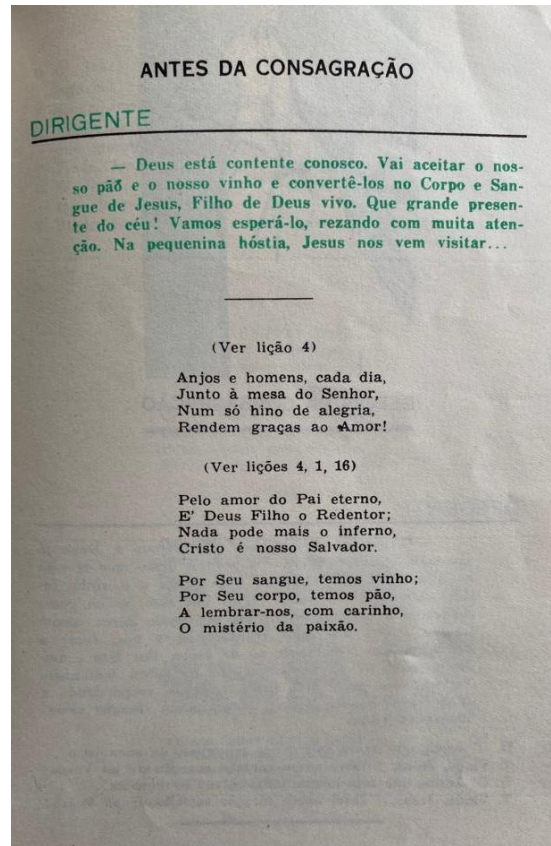 ANTES DA CONSAGRAÇÃO
DIRIGENTE
— Deus está contente conosco. Vai aceitar o nos-
so pão e o nosso vinho e convertê-los no Corpo e San-
gue de Jesus, Filho de Deus vivo. Que grande presen-
te do céu! Vamos esperá-lo, rezando com muita aten-
ção. Na pequenina hóstia, Jesus nos vem visitar...
(Ver lição 4)
Anjos e homens, cada dia,
Junto à mesa do Senhor,
Num só hino de alegria,
Rendem graças ao Amor!
(Ver lições 4, 1, 16)
Pelo amor do Pai eterno,
E' Deus Filho o Redentor;
Nada pode mais o inferno,
Cristo é nosso Salvador.
Por Seu sangue, temos vinho;
Por Seu corpo, temos pão,
A lembrar-nos, com carinho,
O mistério da paixão.